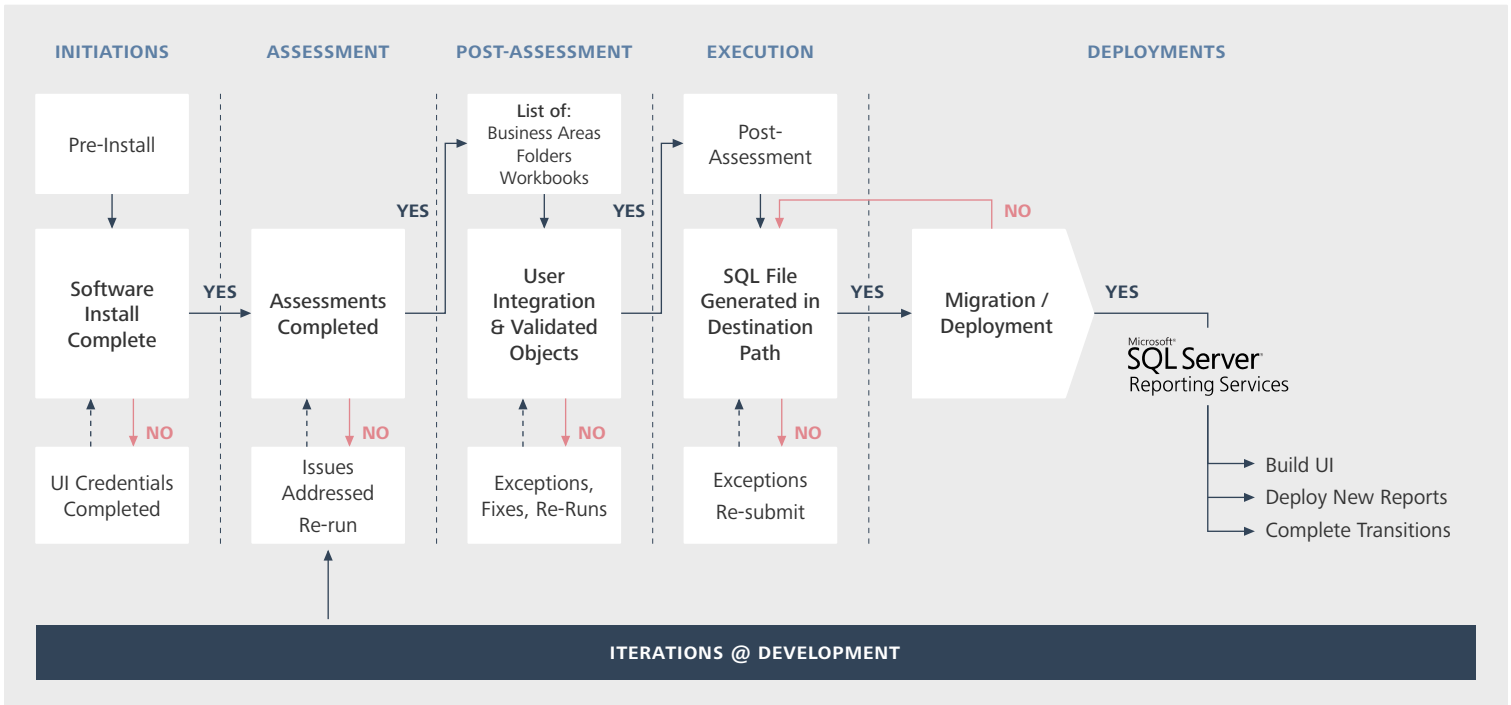 INITIATIONS
ASSESSMENT
POST-ASSESSMENT
EXECUTION
DEPLOYMENTS
Pre-Install
List of:
Business Areas
Folders
Workbooks
Post-
Assessment
YES
YES
NO
Software
Install
Complete
YES
Assessments
Completed
User
Integration
& Validated
Objects
SQL File
Generated in
Destination
Path
YES
Migration /
Deployment
YES
Microsoft®
SQL Server
Reporting Services
NO
NO
NO
NO
UI Credentials
Completed
Issues
Addressed
Re-run
Exceptions,
Fixes, Re-Runs
Exceptions
Re-submit
Build UI
Deploy New Reports
Complete Transitions
ITERATIONS @ DEVELOPMENT